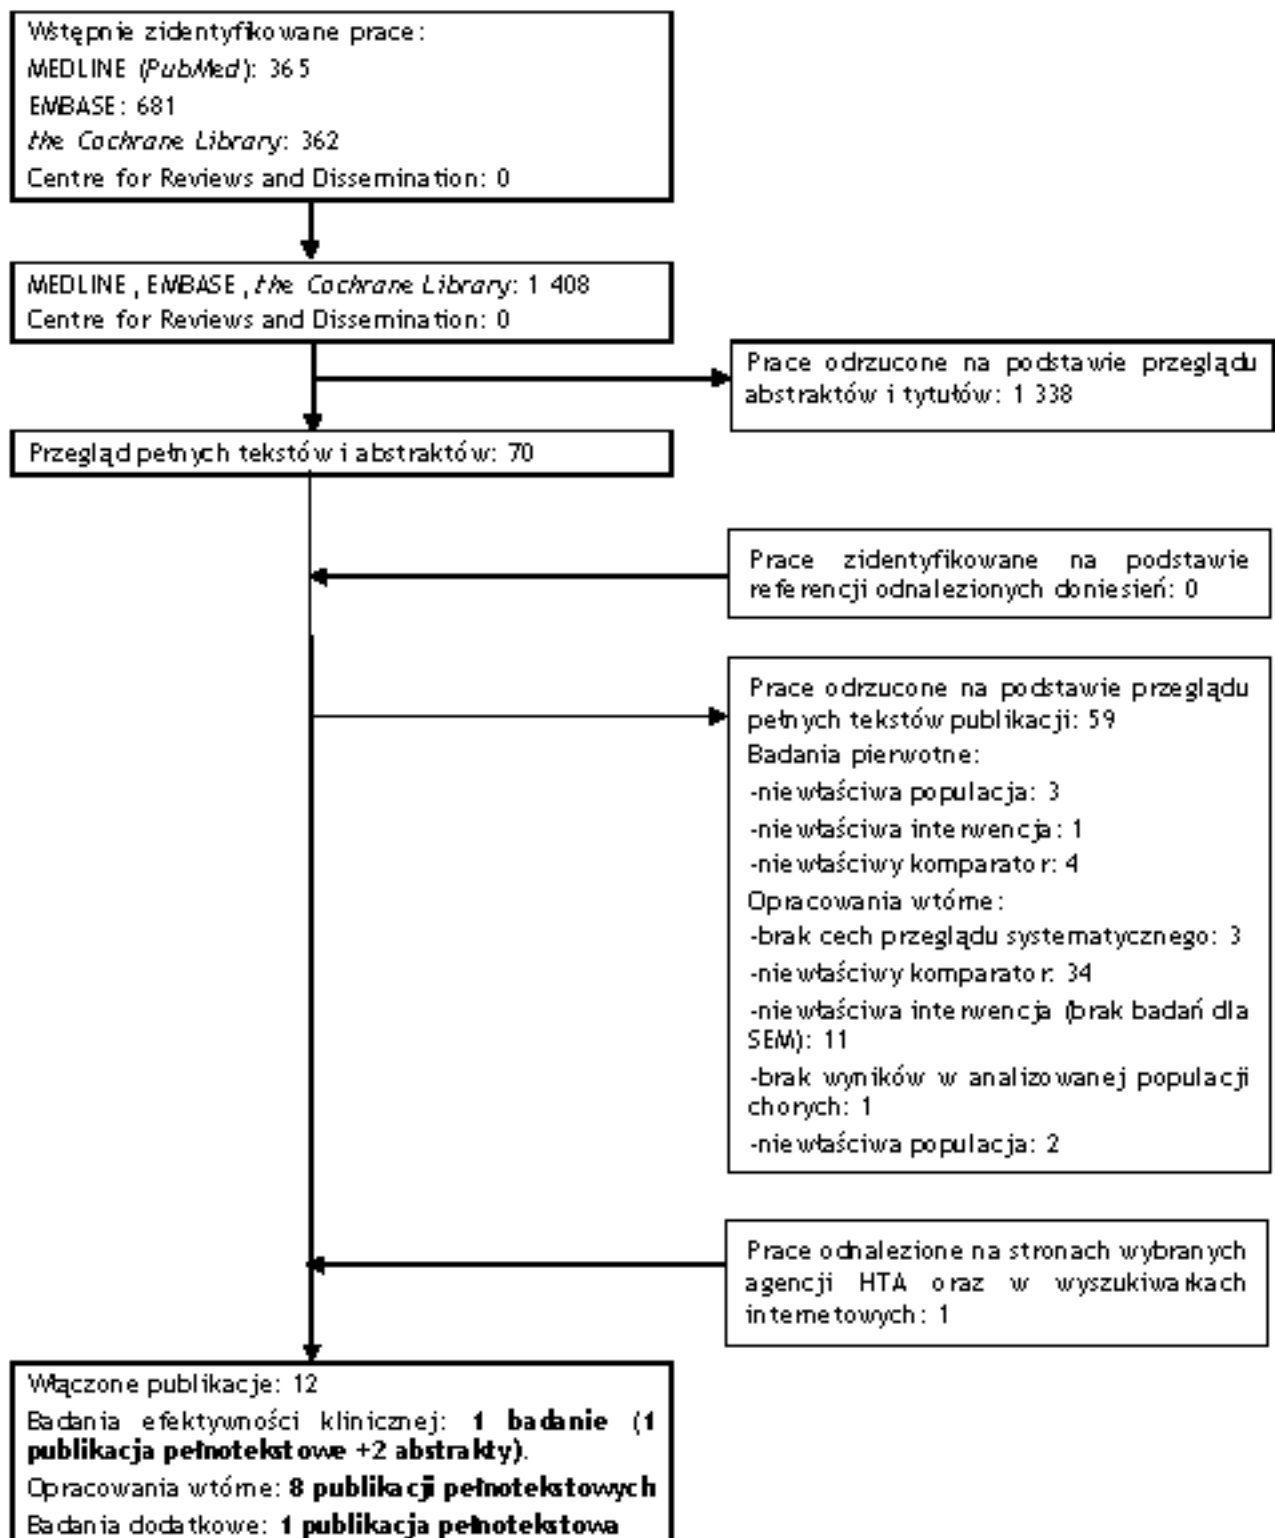 Wstępnie zidentyfikowane prace:
MEDLINE (PubMed): 365
EMBASE: 681
the Cochrane Library: 362
Centre for Reviews and Dissemination: 0
MEDLINE, EMBASE, the Cochrane Library: 1 408
Centre for Reviews and Dissemination: 0
Prace odrzucone na podstawie przeglądu
abstraktów i tytułów: 1 338
Przegląd pełnych tekstów i abstraktów: 70
Prace zidentyfikowane na podstawie
referencji odnalezionych doniesień: 0
Prace odrzucone na podstawie przeglądu
pełnych tekstów publikacji: 59
Badania pierwotne:
-niewłaściwa populacja: 3
-niewłaściwa interwencja: 1
-niewłaściwy komparator: 4
Opracowania wtórne:
-brak cech przeglądu systematycznego: 3
-niewłaściwy komparator: 34
-niewłaściwa interwencja (brak badań dla
SEM): 11
-brak wyników w analizowanej populacji
chorych: 1
-niewłaściwa populacja: 2
Prace odnalezione na stronach wybranych
agencji HTA oraz w wyszukiwarkach
internetowych: 1
Włączone publikacje: 12
Badania efektywności klinicznej: 1 badanie (1
publikacja pełnotekstowe +2 abstrakty).
Opracowania wtórne: 8 publikacji pełnotekstowych
Badania dodatkowe: 1 publikacja pełnotekstowa